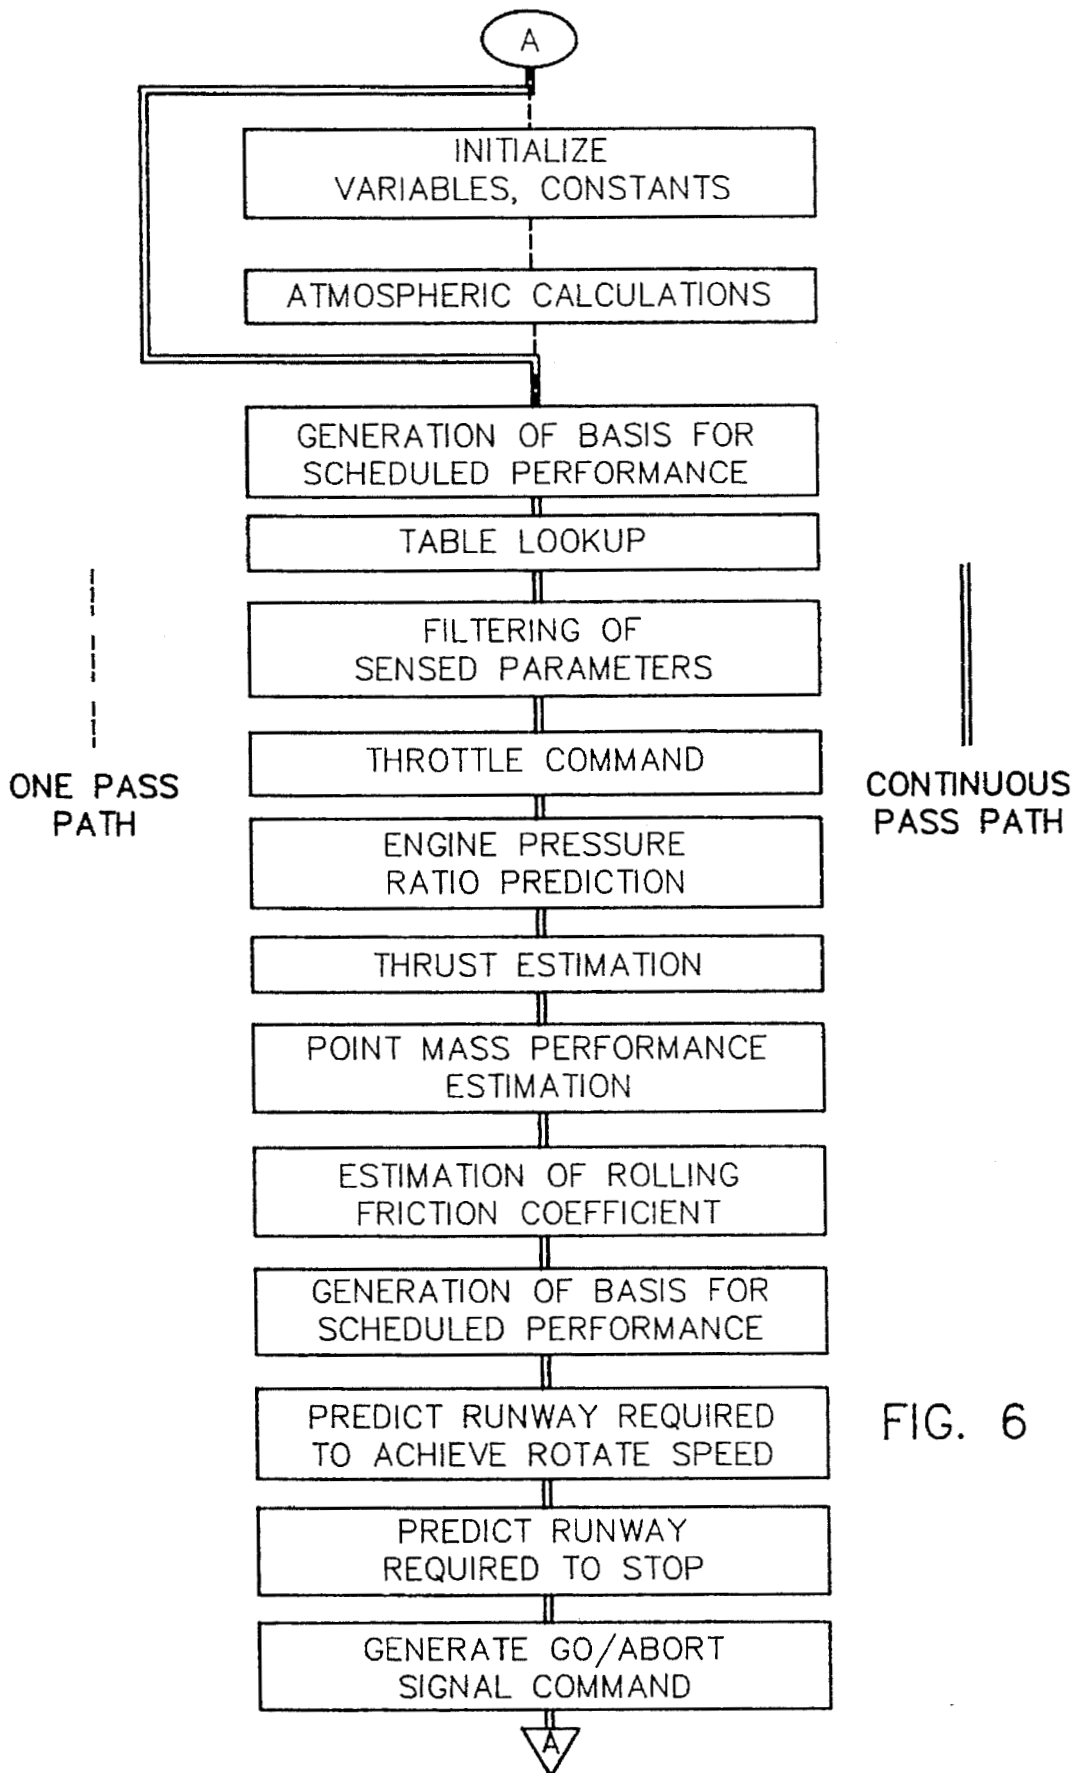 A
INITIALIZE
VARIABLES, CONSTANTS
ATMOSPHERIC CALCULATIONS
GENERATION OF BASIS FOR
SCHEDULED PERFORMANCE
TABLE LOOKUP
FILTERING OF
SENSED PARAMETERS
THROTTLE COMMAND
ONE PASS
PATH
CONTINUOUS
PASS PATH
ENGINE PRESSURE
RATIO PREDICTION
THRUST ESTIMATION
POINT MASS PERFORMANCE
ESTIMATION
ESTIMATION OF ROLLING
FRICTION COEFFICIENT
GENERATION OF BASIS FOR
SCHEDULED PERFORMANCE
PREDICT RUNWAY REQUIRED
TO ACHIEVE ROTATE SPEED
FIG. 6
PREDICT RUNWAY
REQUIRED TO STOP
GENERATE GO/ABORT
SIGNAL COMMAND
A